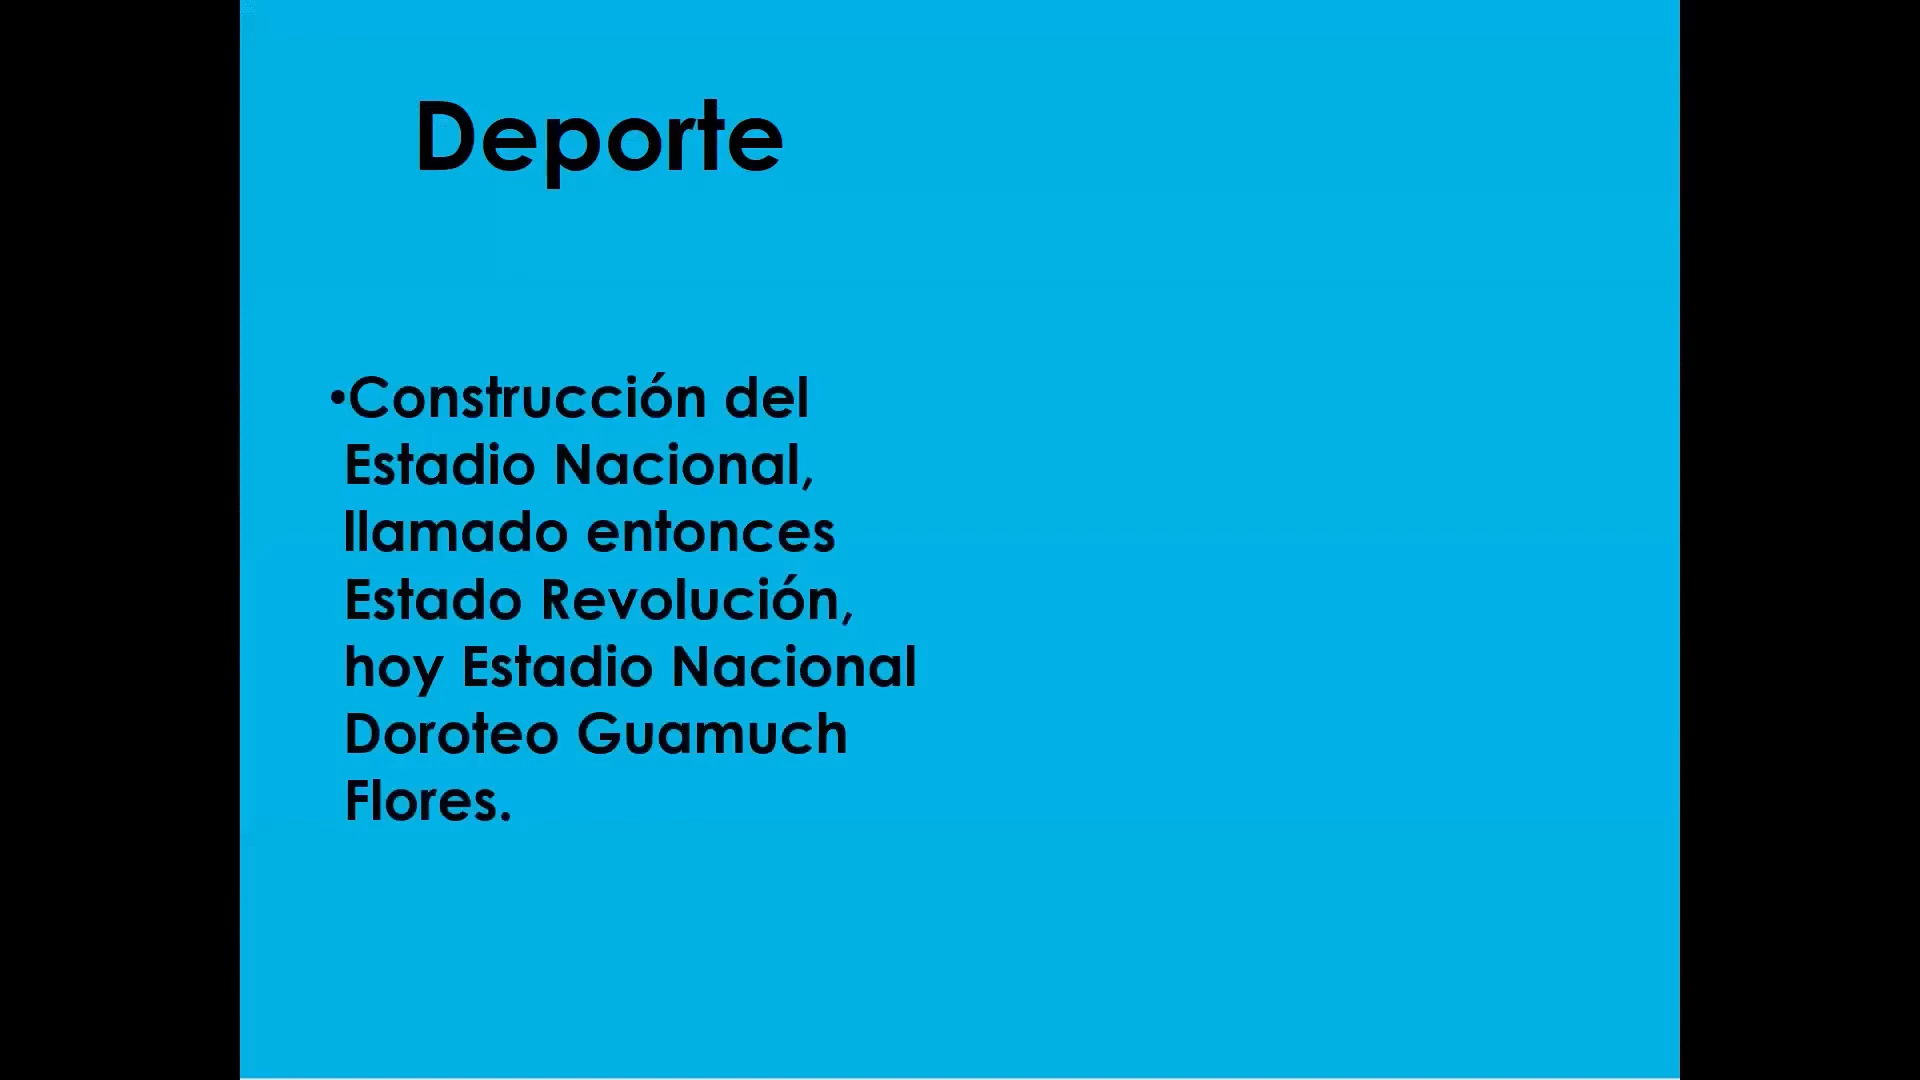 Deporte
•Construcción del
Estadio Nacional,
llamado entonces
Estado Revolución,
hoy Estadio Nacional
Doroteo Guamuch
Flores.